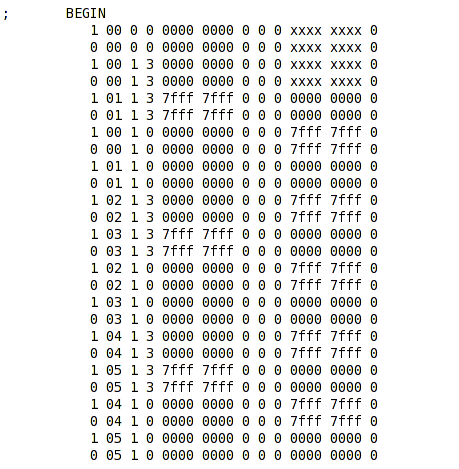 ; BEGIN
1 00 0 0 0000 0000 0 0 0 xxxx xxxx 0
0 00 0 0 0000 0000 0 0 0 xxxx xxxx 0
1 00 1 3 0000 0000 0 0 0 xxxx xxxx 0
0 00 1 3 0000 0000 0 0 0 xxxx xxxx 0
1 01 1 3 7fff 7fff 0 0 0 0000 0000 0
0 01 1 3 7fff 7fff 0 0 0 0000 0000 0
1 00 1 0 0000 0000 0 0 0 7fff 7fff 0
0 00 1 0 0000 0000 0 0 0 7fff 7fff 0
1 01 1 0 0000 0000 0 0 0 0000 0000 0
0 01 1 0 0000 0000 0 0 0 0000 0000 0
1 02 1 3 0000 0000 0 0 0 7fff 7fff 0
0 02 1 3 0000 0000 0 0 0 7fff 7fff 0
1 03 1 3 7fff 7fff 0 0 0 0000 0000 0
0 03 1 3 7fff 7fff 0 0 0 0000 0000 0
1 02 1 0 0000 0000 0 0 0 7fff 7fff 0
0 02 1 0 0000 0000 0 0 0 7fff 7fff 0
1 03 1 0 0000 0000 0 0 0 0000 0000 0
0 03 1 0 0000 0000 0 0 0 0000 0000 0
1 04 1 3 0000 0000 0 0 0 7fff 7fff 0
0 04 1 3 0000 0000 0 0 0 7fff 7fff 0
1 05 1 3 7fff 7fff 0 0 0 0000 0000 0
0 05 1 3 7fff 7fff 0 0 0 0000 0000 0
1 04 1 0 0000 0000 0 0 0 7fff 7fff 0
0 04 1 0 0000 0000 0 0 0 7fff 7fff 0
1 05 1 0 0000 0000 0 0 0 0000 0000 0
0 05 1 0 0000 0000 0 0 0 0000 0000 0